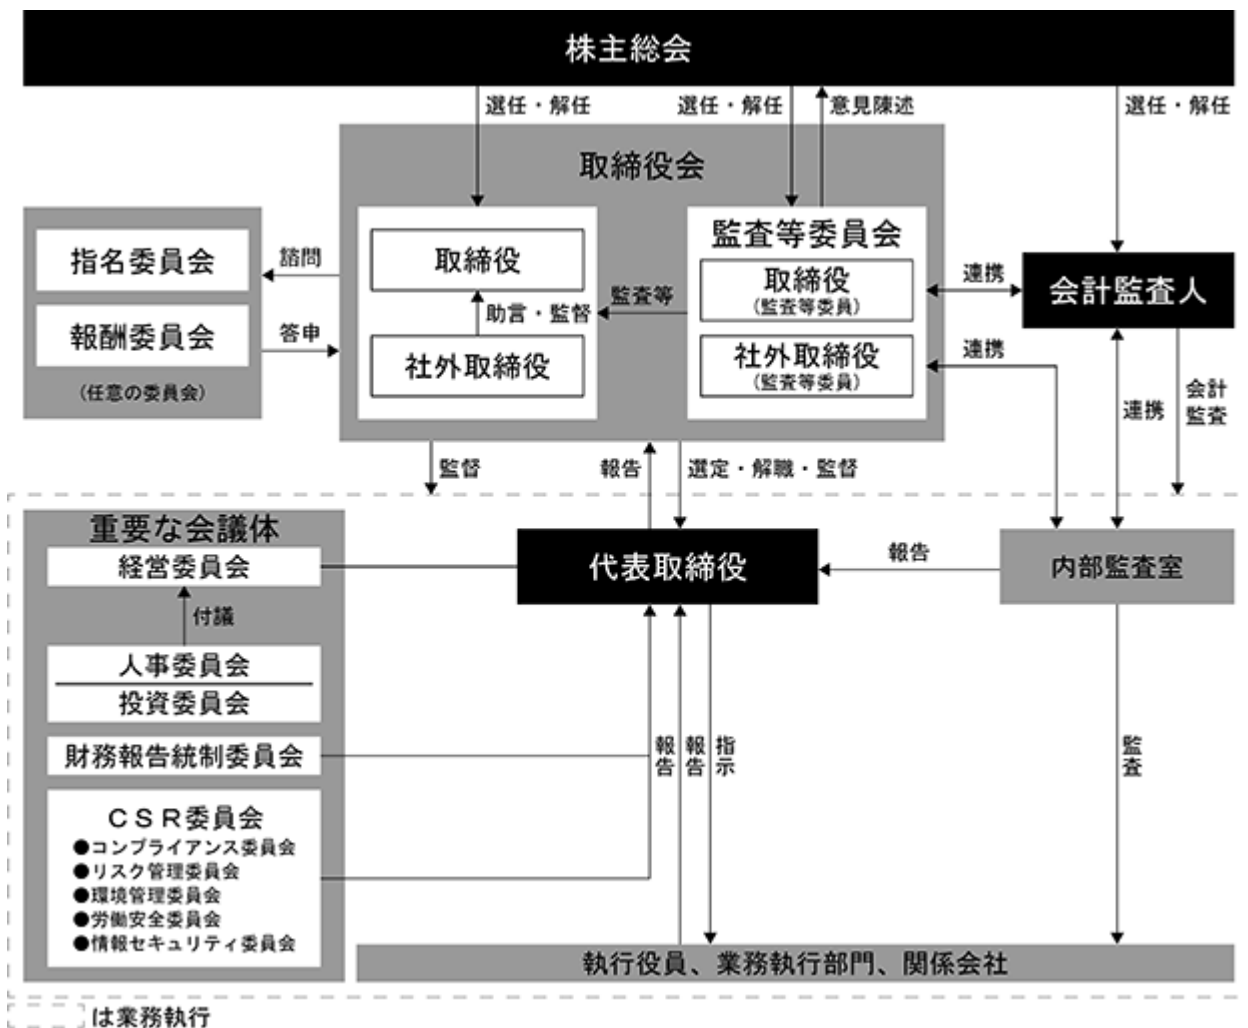 株主総会
選任・解任
選任・解任
意見陳述
選任・解任
取締役会
指名委員会
報酬委員会
(任意の委員会)
諮問
答申
取締役
助言・監督
社外取締役
監査等
監査等委員会
取締役
(監査等委員)
社外取締役
(監査等委員)
連携
連携
会計監査人
連携
会計
監査
監督
報告
選定・解職・監督
重要な会議体
経営委員会
付議
人事委員会
投資委員会
財務報告統制委員会
CSR委員会
●コンプライアンス委員会
●リスク管理委員会
●環境管理委員会
●労働安全委員会
●情報セキュリティ委員会
代表取締役
報告
内部監査室
報告
報告
指示
監査
執行役員、業務執行部門、関係会社
は業務執行